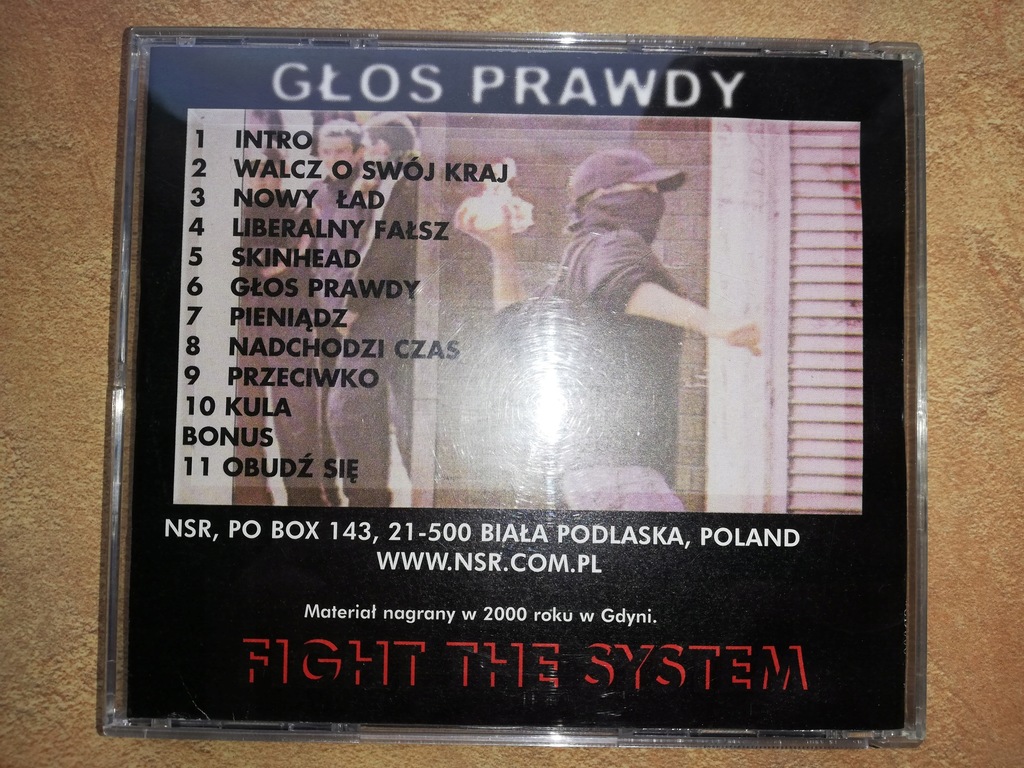 GŁOS PRAWDY
1 INTRO
2 WALCZ O SWÓJ KRAJ
3 NOWY ŁAD
4 LIBERALNY FAŁSZ
5 SKINHEAD
6 GŁOS PRAWDY
7 PIENIĄDZ
8 NADCHODZI CZAS
9 PRZECIWKO
10 KULA
BONUS
11 OBUDŹ SIĘ
NSR, PO BOX 143, 21-500 BIAŁA PODLASKA, POLAND
WWW.NSR.COM.PL
Materiał nagrany w 2000 roku w Gdyni.
FIGHT THE SYSTEM